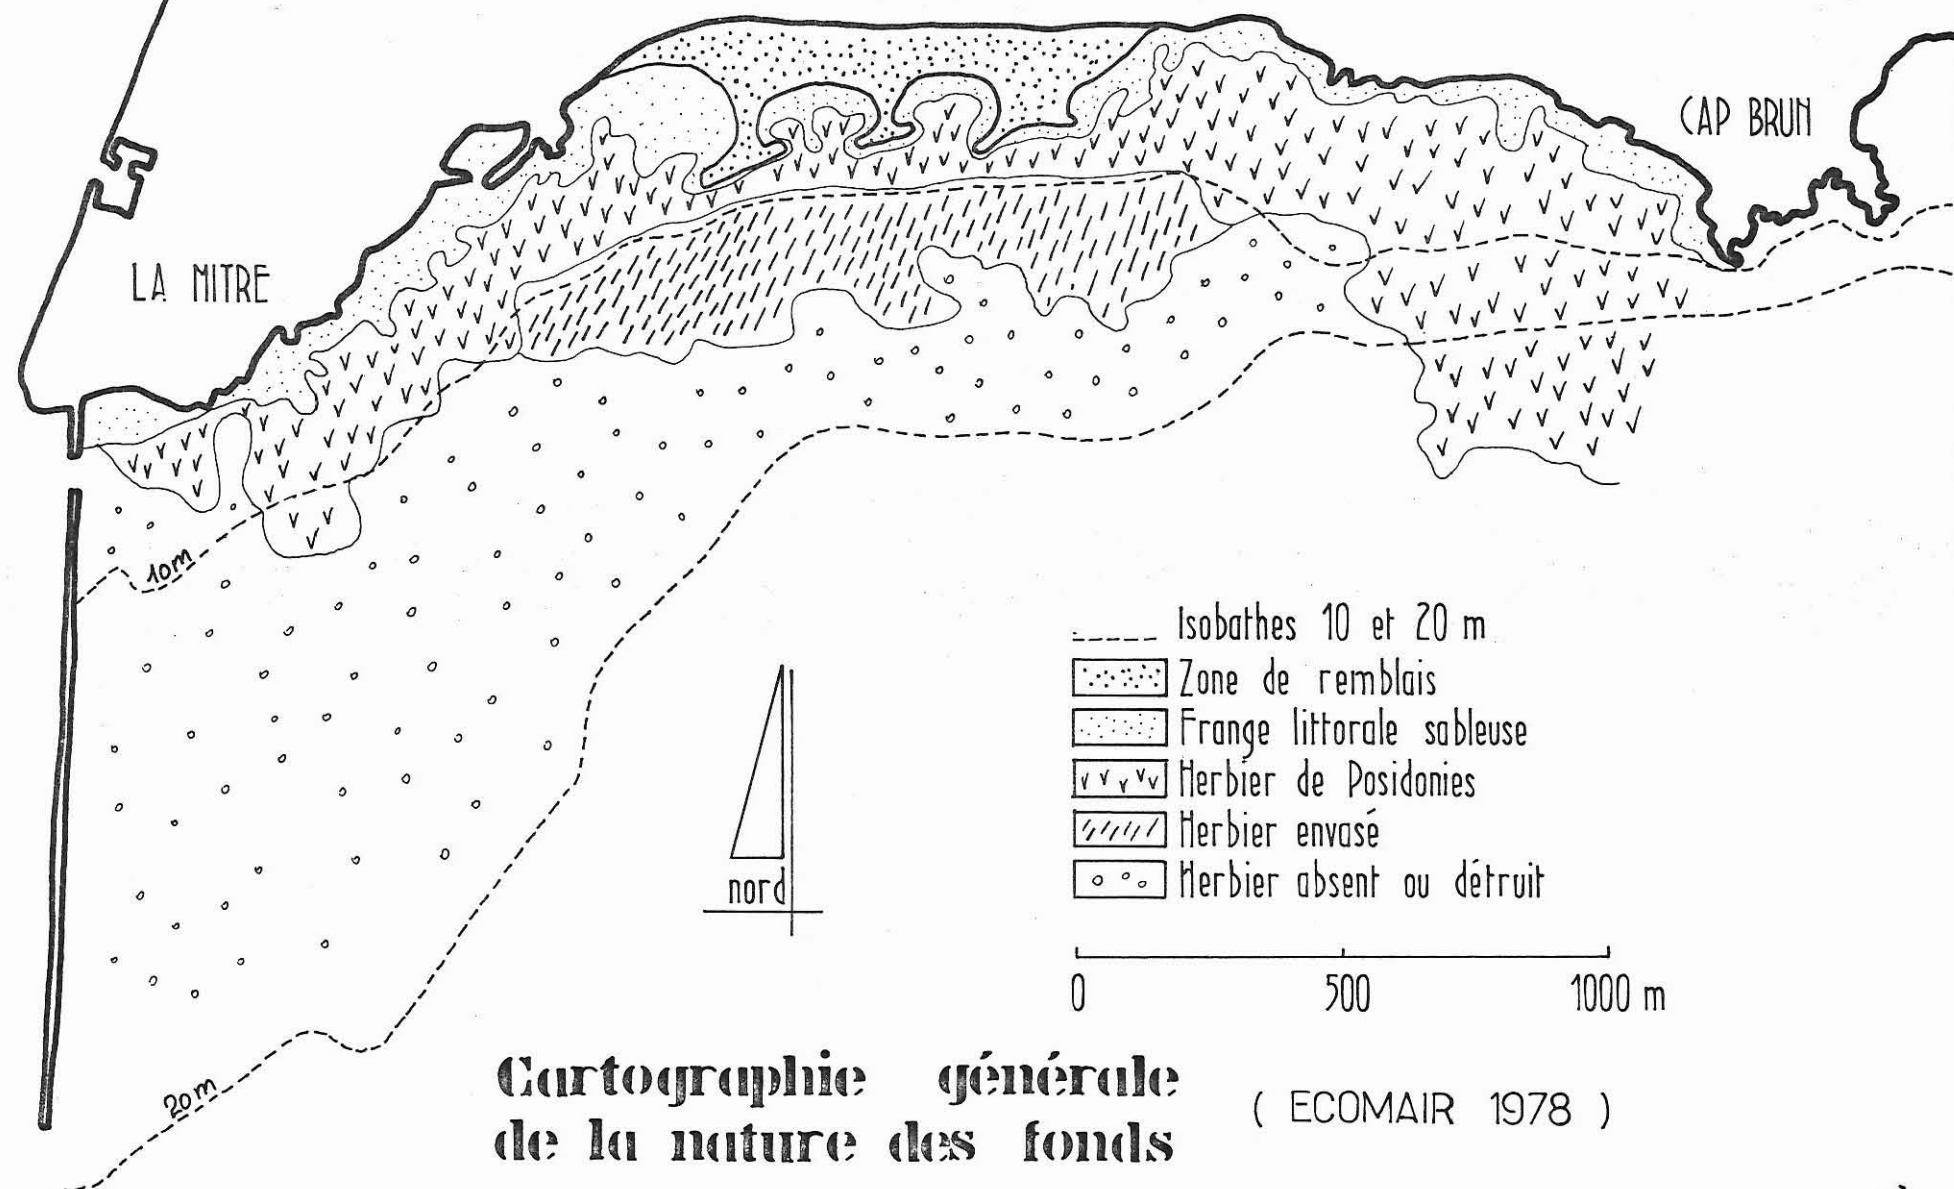 CAP BRUN
LA MITRE
10m
Isobathes 10 et 20 m
Zone de remblais
Frange littorale sableuse
Herbier de Posidonies
Herbier envasé
Herbier absent ou détruit
nord
0 500 1000 m
20m
Cartographie générale
de la nature des fonds
( ECOMAIR 1978 )